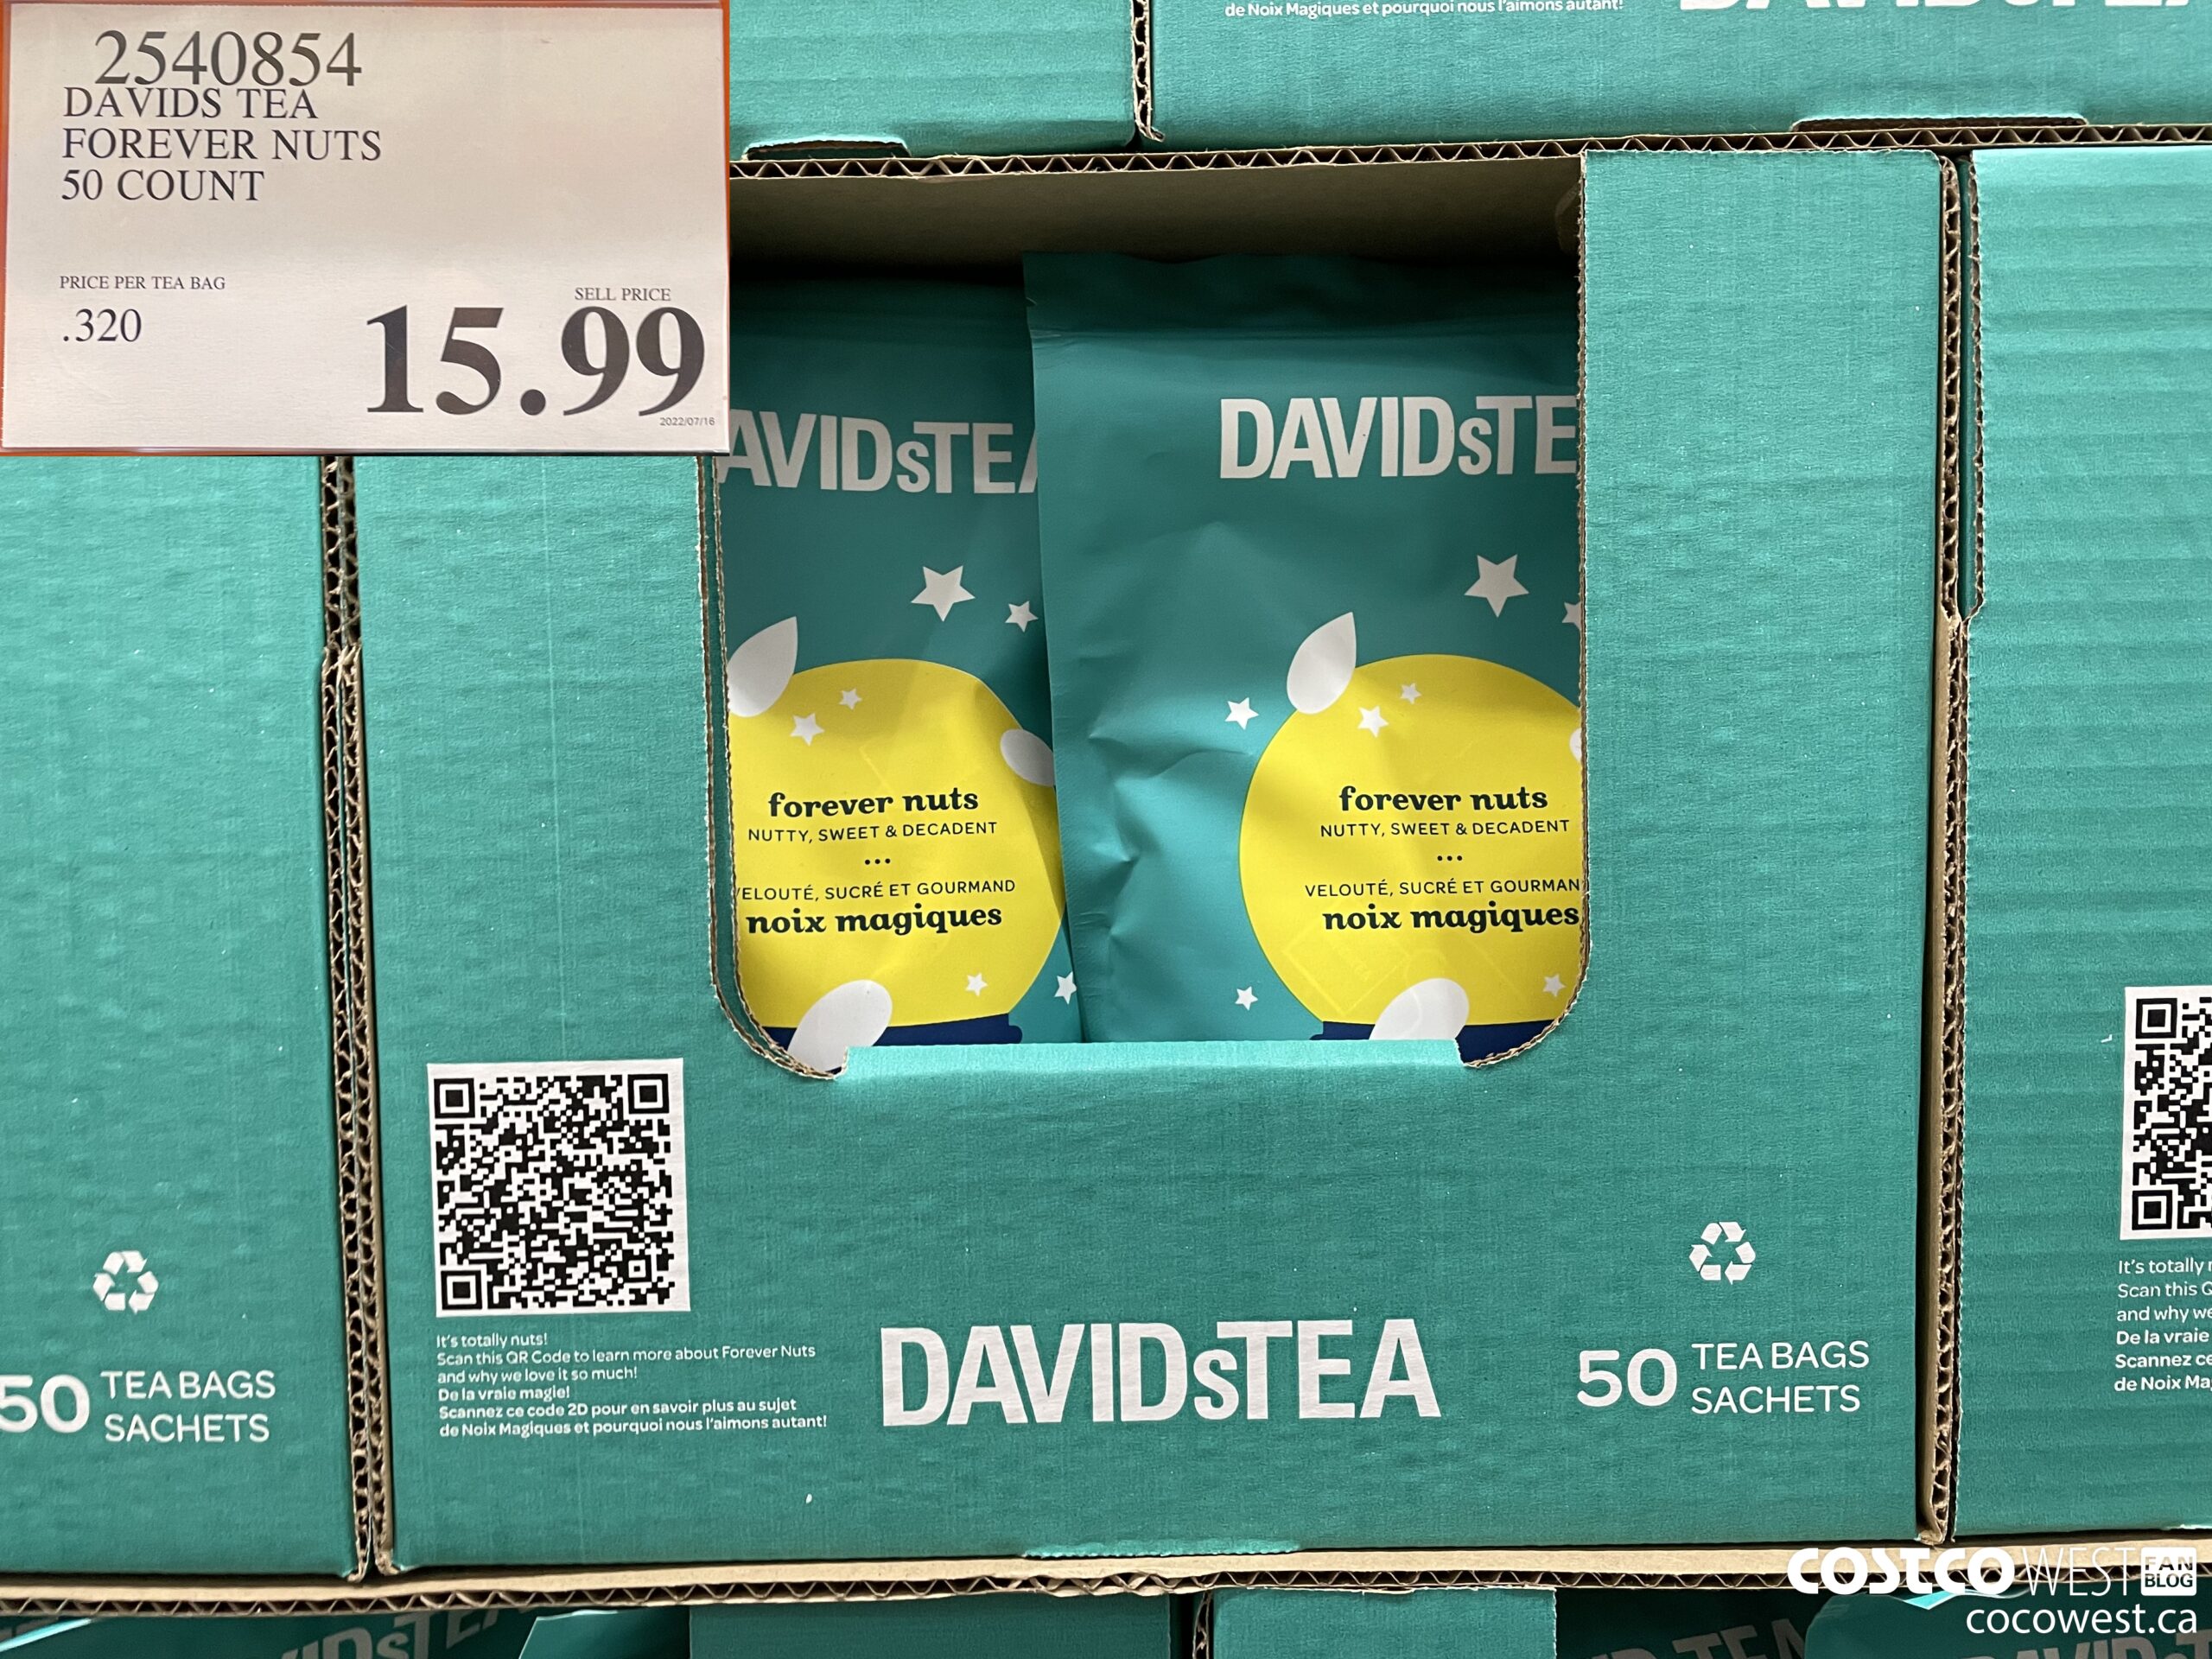 2540854
DAVIDS TEA
FOREVER NUTS
50 COUNT
PRICE PER TEA BAG
.320
SELL PRICE
15.99
2022/07/16
de Noix Magiques et pourquoi nous l'aimons autant!
AVIDsTEA
forever nuts
NUTTY, SWEET & DECADENT
...
VELOUTÉ, SUCRÉ ET GOURMAND
noix magiques
DAVIDsTE
forever nuts
NUTTY, SWEET & DECADENT
...
VELOUTÉ, SUCRÉ ET GOURMAN
noix magiques
It's totally nuts!
Scan this QR Code to learn more about Forever Nuts
and why we love it so much!
De la vraie magie!
Scannez ce code 2D pour en savoir plus au sujet
de Noix Magiques et pourquoi nous l'aimons autant!
DAVIDsTEA
50 TEA BAGS
SACHETS
50 TEA BAGS
SACHETS
It's totally
Scan this
and why we
De la vraie
Scannez ce
de Noix Ma
COSTCO WEST FAN BLOG
cocowest.ca